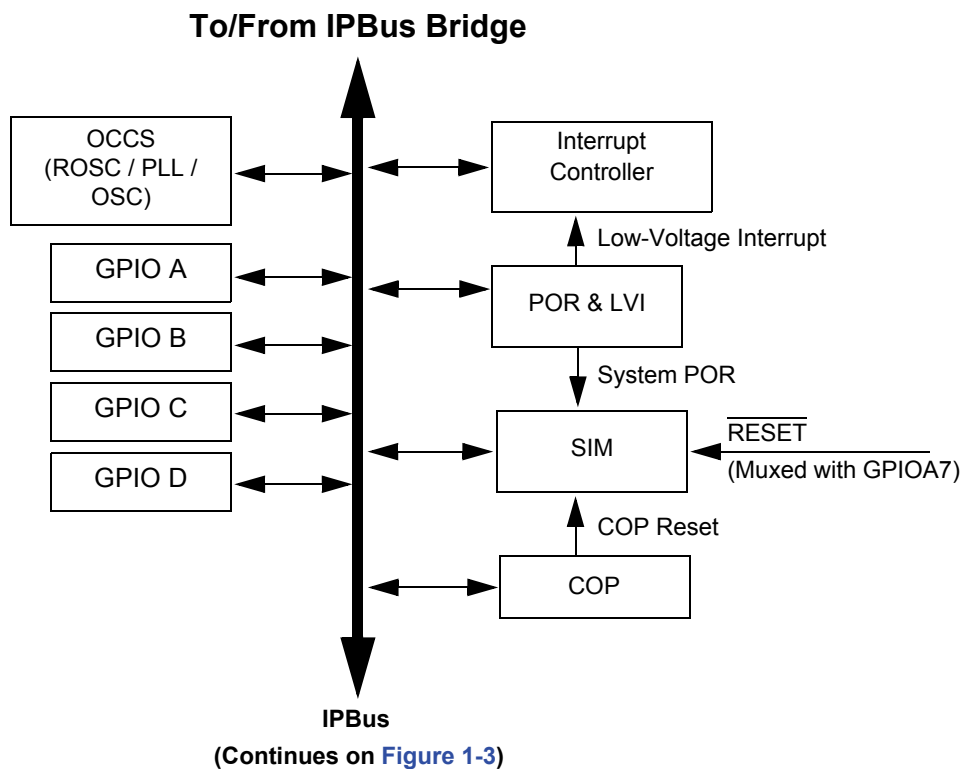 To/From IPBus Bridge
OCCS
(ROSC / PLL /
OSC)
GPIO A
GPIO B
GPIO C
GPIO D
Interrupt
Controller
Low-Voltage Interrupt
POR & LVI
System POR
SIM
RESET
(Muxed with GPIOA7)
COP Reset
COP
IPBus
(Continues on Figure 1-3)